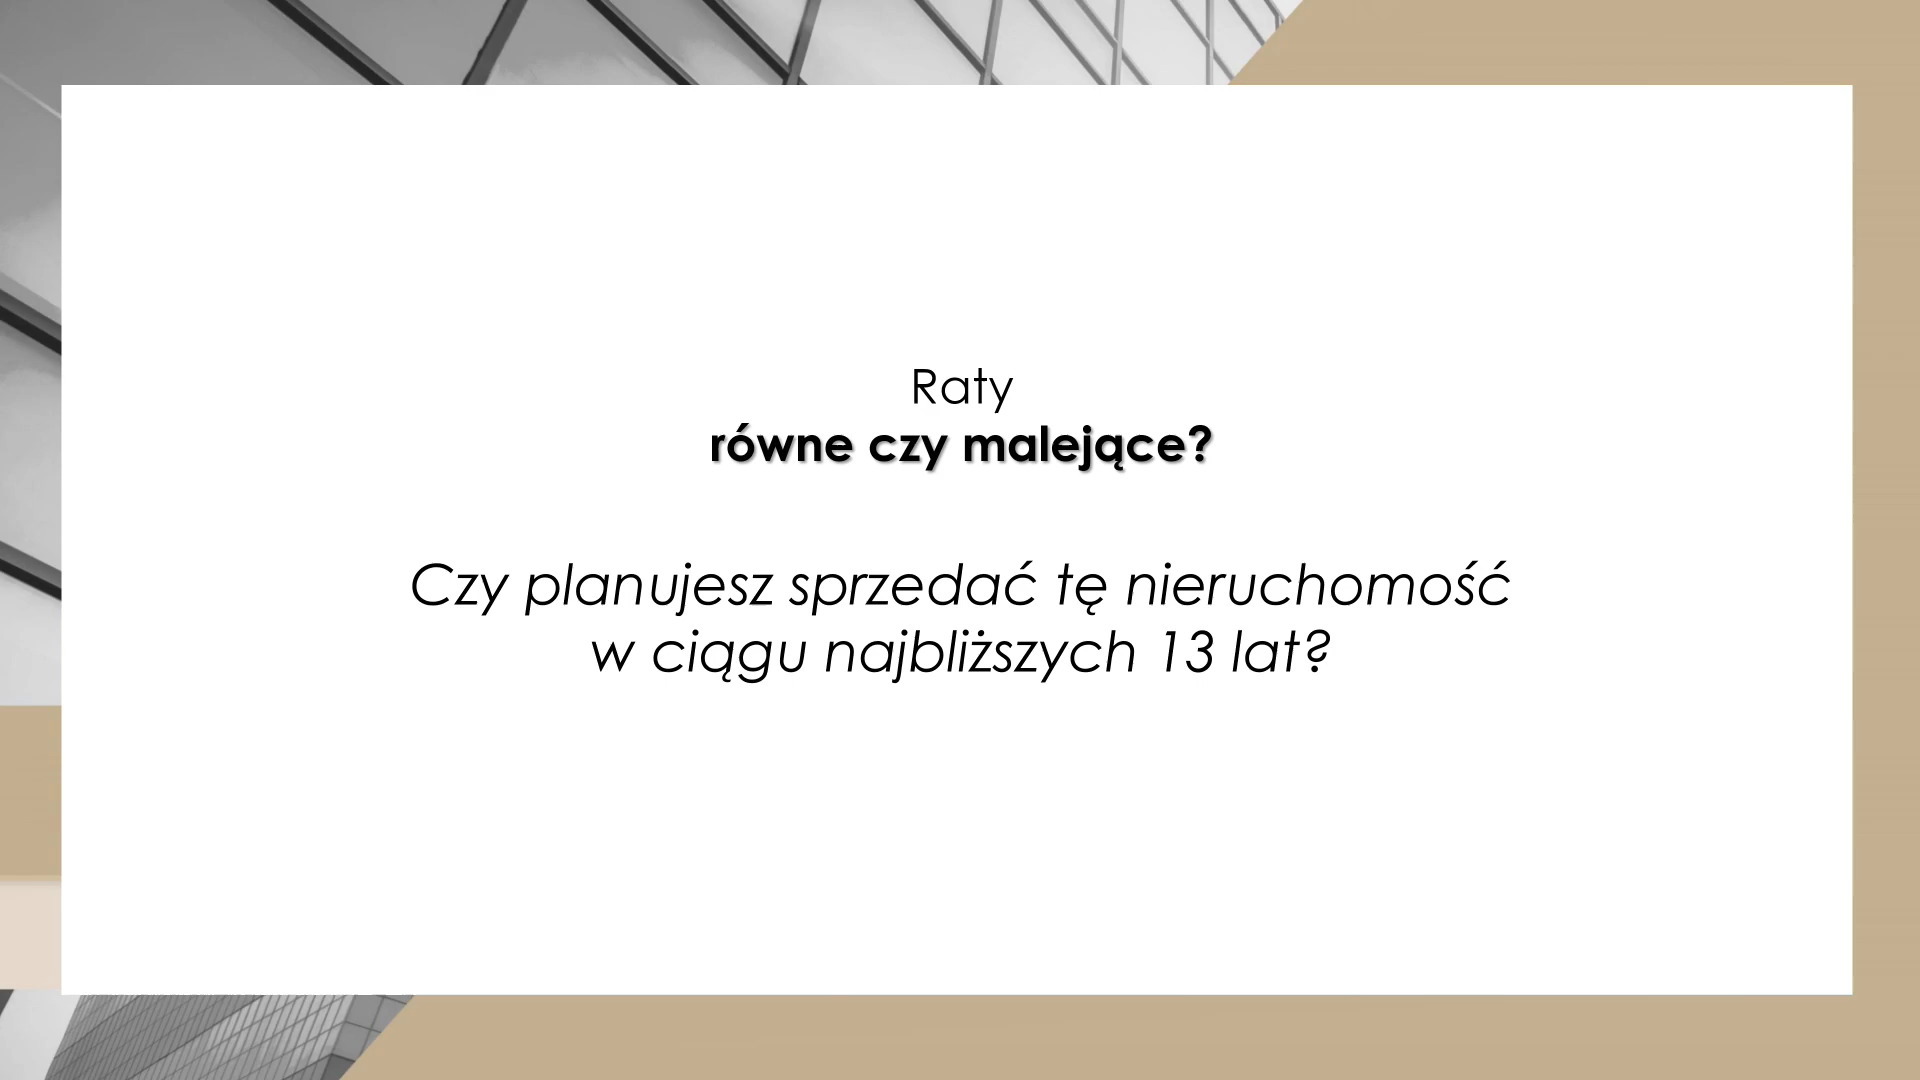 Raty
równe czy malejące?
Czy planujesz sprzedać tę nieruchomość
w ciągu najbliższych 13 lat?